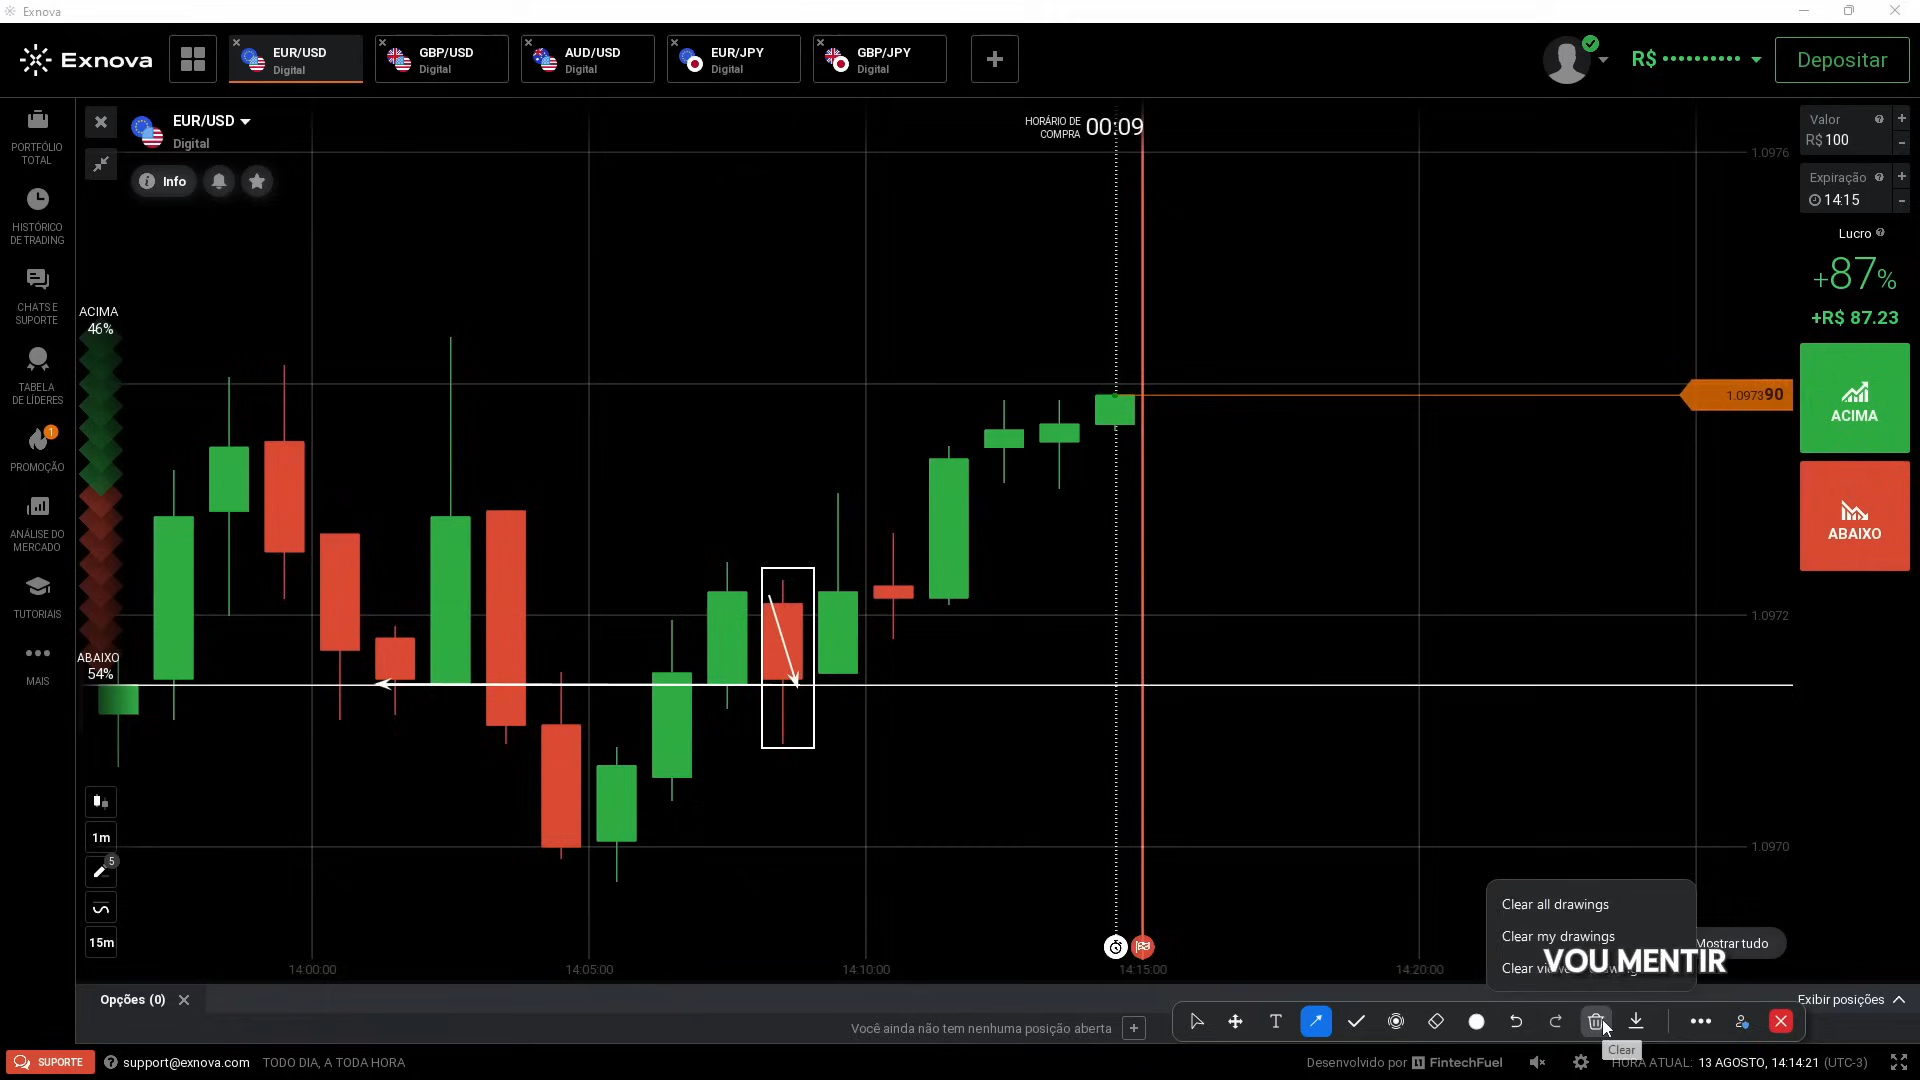 Exnova
Exnova
EUR/USD
Digital
GBP/USD
Digital
AUD/USD
Digital
EUR/JPY
Digital
GBP/JPY
Digital
R$ ••••••••••
Depositar
PORTFÓLIO
TOTAL
HISTÓRICO
DE TRADING
CHATS E
SUPORTE
TABELA
DE LÍDERES
1
PROMOÇÃO
ANÁLISE DO
MERCADO
TUTORIAIS
MAIS
EUR/USD
Digital
Info
HORÁRIO DE
COMPRA
00:09
ACIMA
46%
ABAIXO
54%
1m
5
15m
1.0976
1.097390
1.0972
1.0970
Valor
R$ 100
Expiração
14:15
Lucro
+87%
+R$ 87.23
ACIMA
ABAIXO
14:00:00
14:05:00
14:10:00
14:15:00
14:20:00
Clear all drawings
Clear my drawings
Mostrar tudo
VOU MENTIR
Opções (0)
Exibir posições
Você ainda não tem nenhuma posição aberta
Clear
SUPORTE
support@exnova.com
TODO DIA, A TODA HORA
Desenvolvido por FintechFuel
HORA ATUAL: 13 AGOSTO, 14:14:21 (UTC-3)